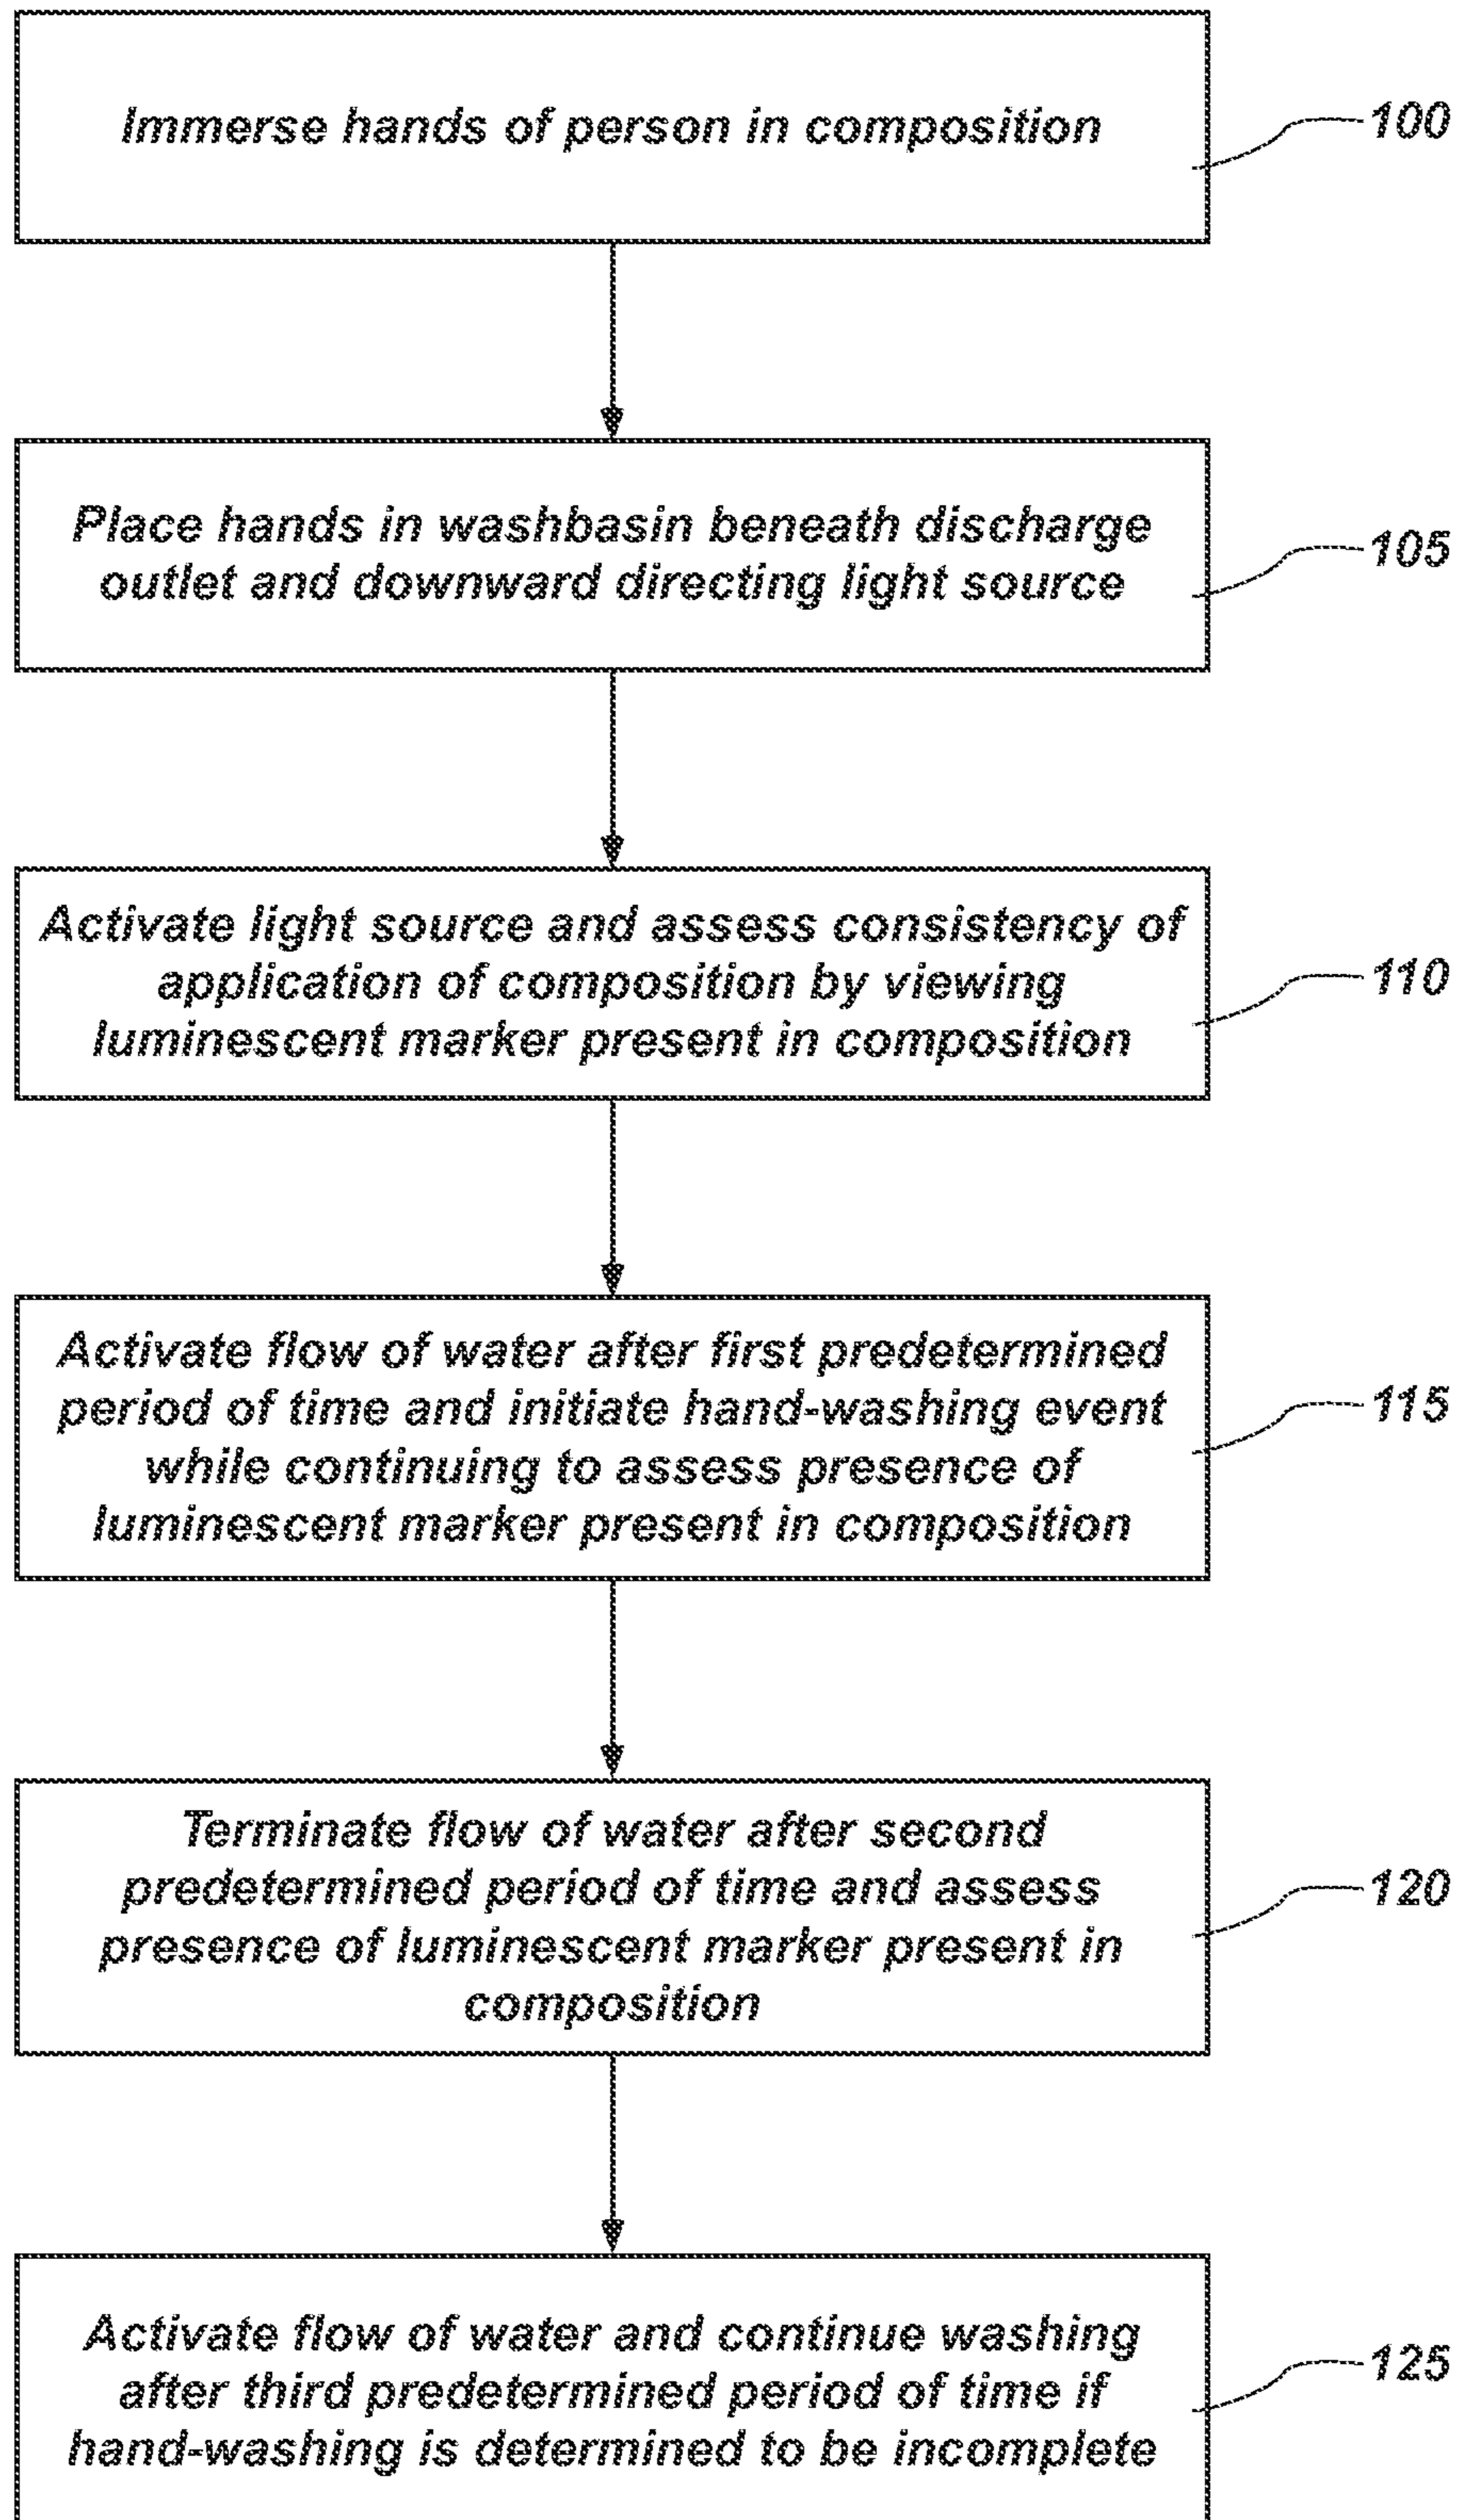 Immerse hands of person in composition
100
Place hands in washbasin beneath discharge
outlet and downward directing light source
105
Activate light source and assess consistency of
application of composition by viewing
luminescent marker present in composition
110
Activate flow of water after first predetermined
period of time and initiate hand-washing event
while continuing to assess presence of
luminescent marker present in composition
115
Terminate flow of water after second
predetermined period of time and assess
presence of luminescent marker present in
composition
120
Activate flow of water and continue washing
after third predetermined period of time if
hand-washing is determined to be incomplete
125